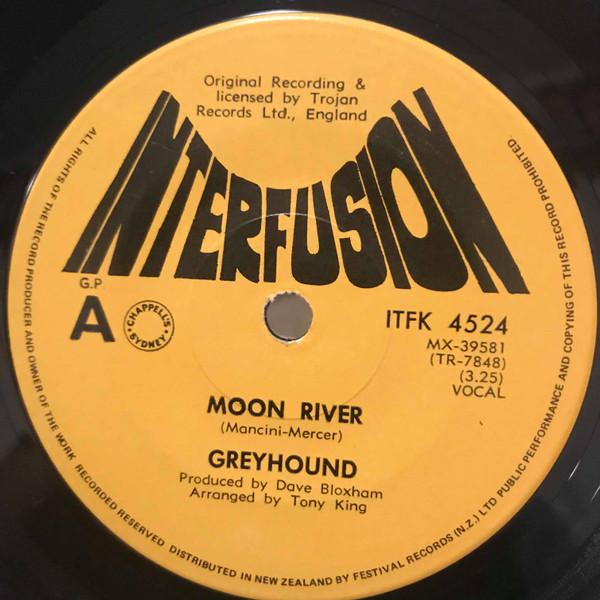 Original Recording &
licensed by Trojan
Records Ltd., England
INTERFUSION
G.P
A
CHAPPELL'S
SYDNEY
ITFK 4524
MX-39581
(TR-7848)
(3.25)
VOCAL
MOON RIVER
(Mancini-Mercer)
GREYHOUND
Produced by Dave Bloxham
Arranged by Tony King
ALL RIGHTS OF THE RECORD PRODUCER AND OWNER OF THE WORK RECORDED RESERVED DISTRIBUTED IN NEW ZEALAND BY FESTIVAL RECORDS (N.Z.) LTD PUBLIC PERFORMANCE AND COPYING OF THIS RECORD PROHIBITED